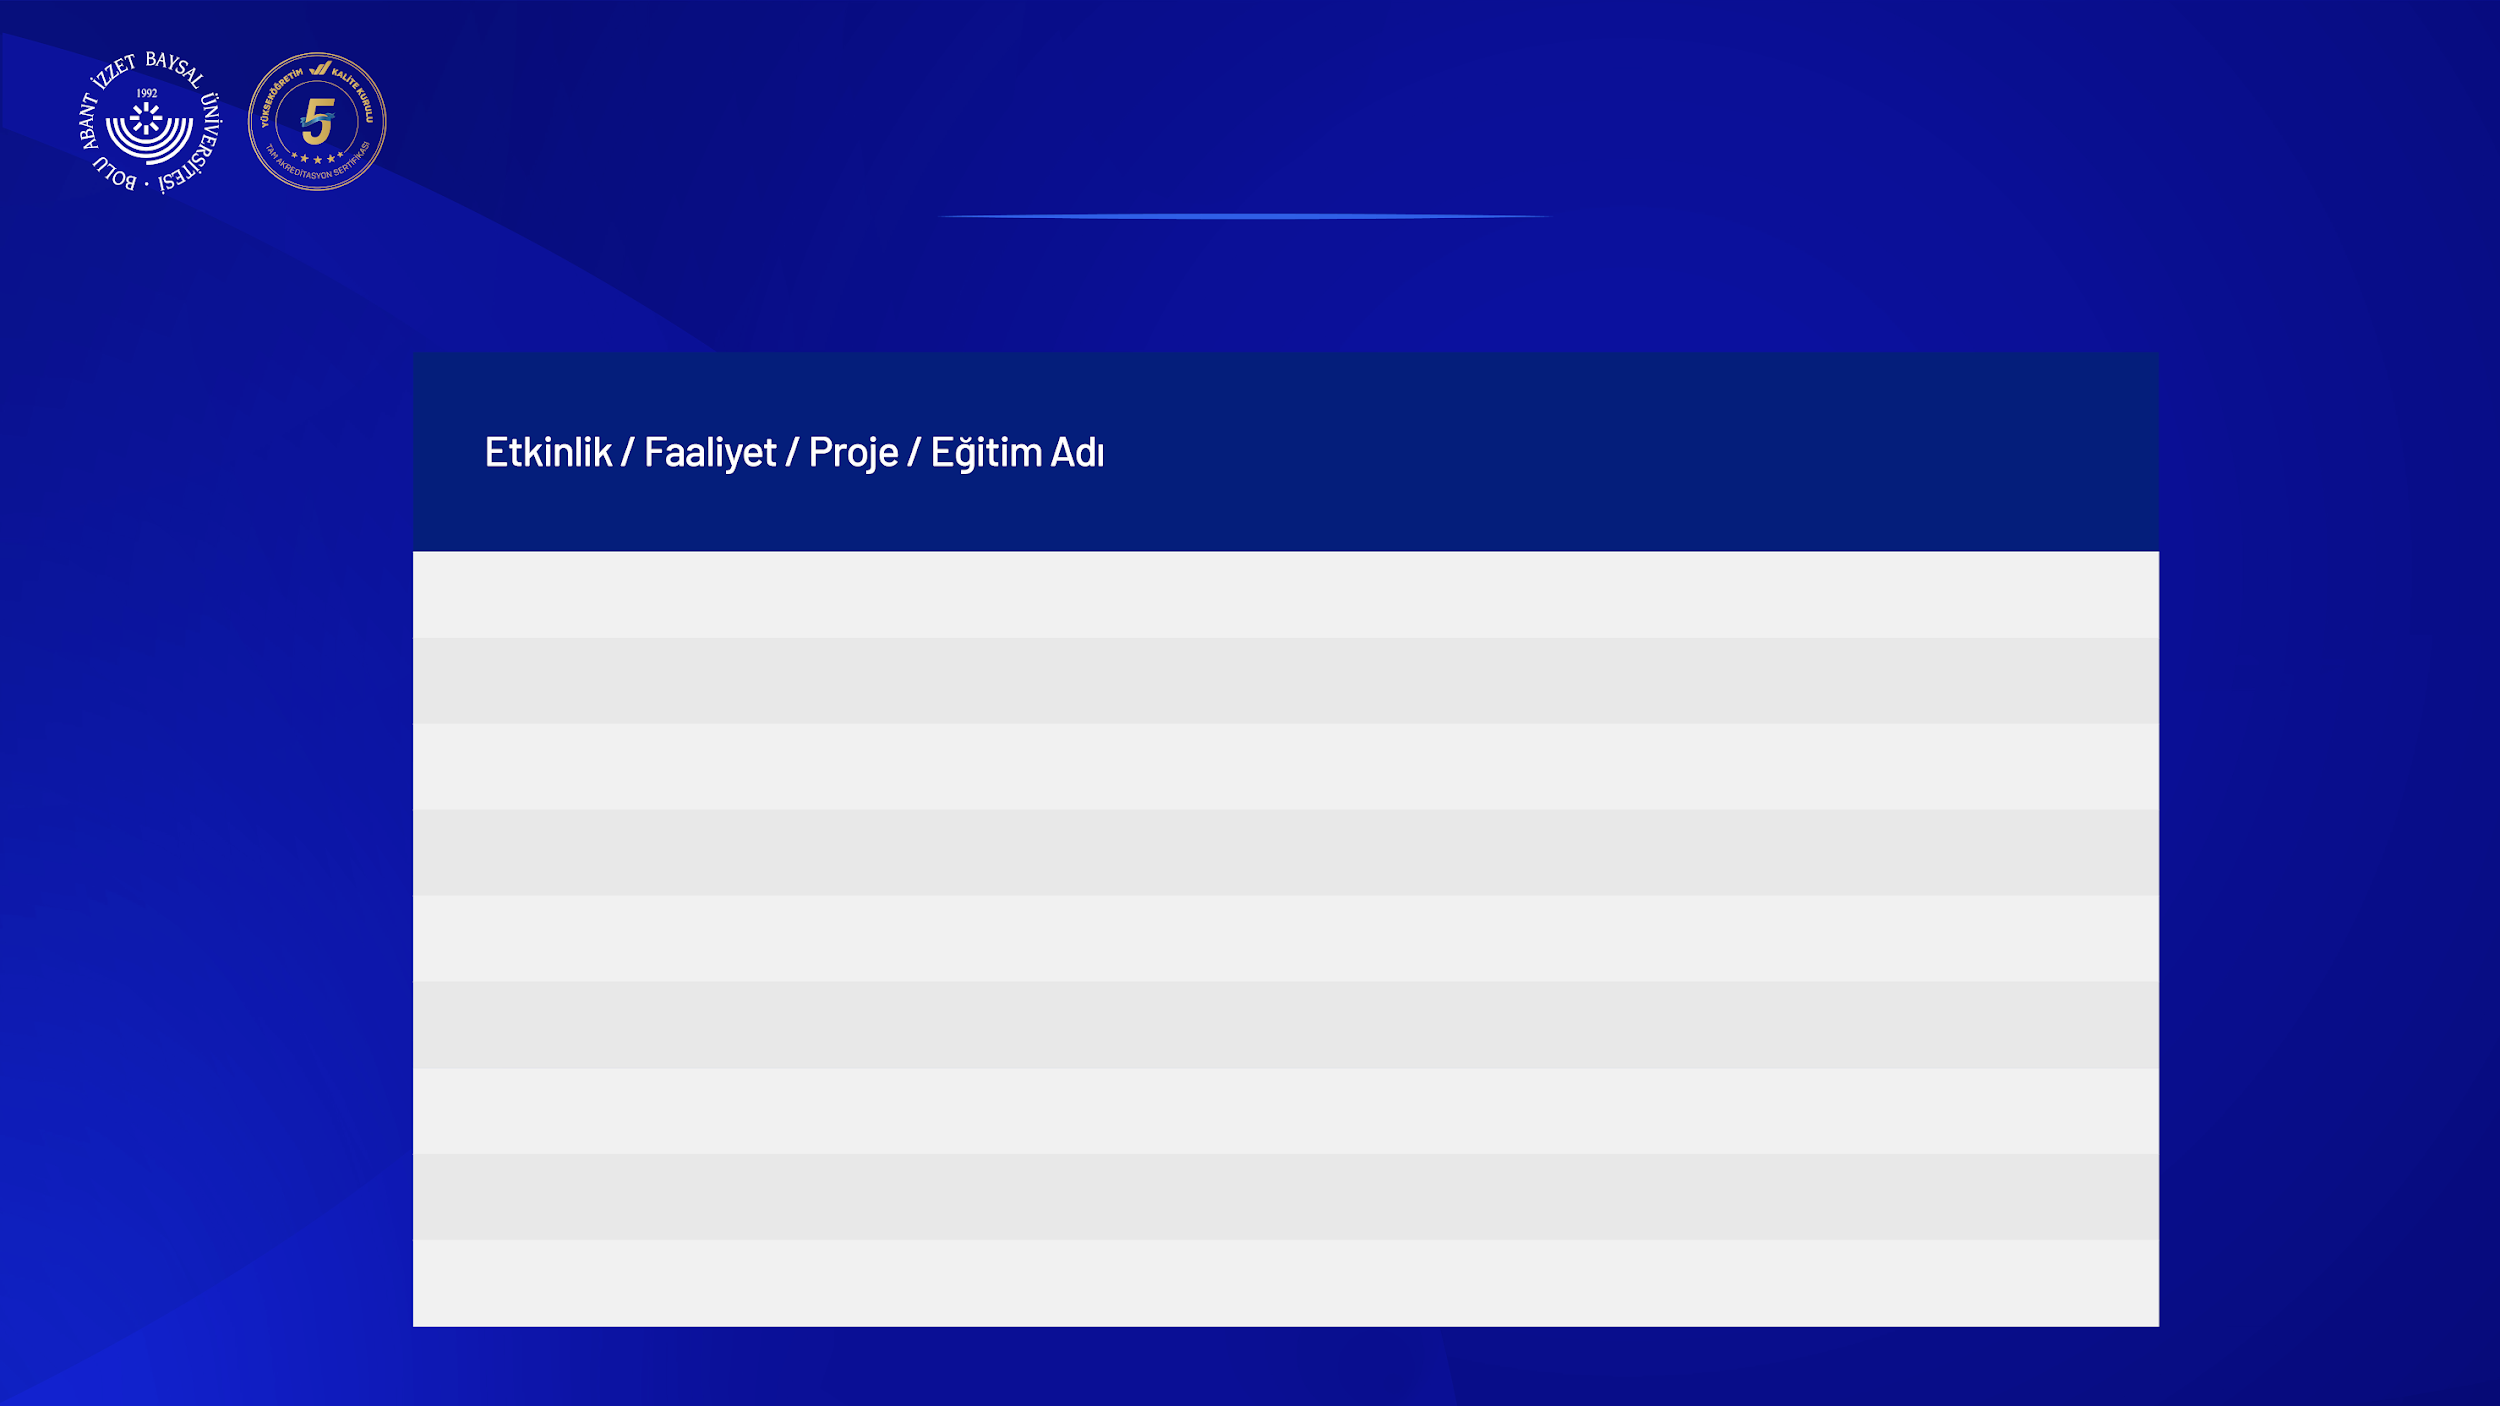 BOLU ABANT İZZET BAYSAL ÜNİVERSİTESİ ·
1992
YÜKSEKÖĞRETİM KALİTE KURULU
5
TAM AKREDİTASYON SERTİFİKASI
Etkinlik / Faaliyet / Proje / Eğitim Adı